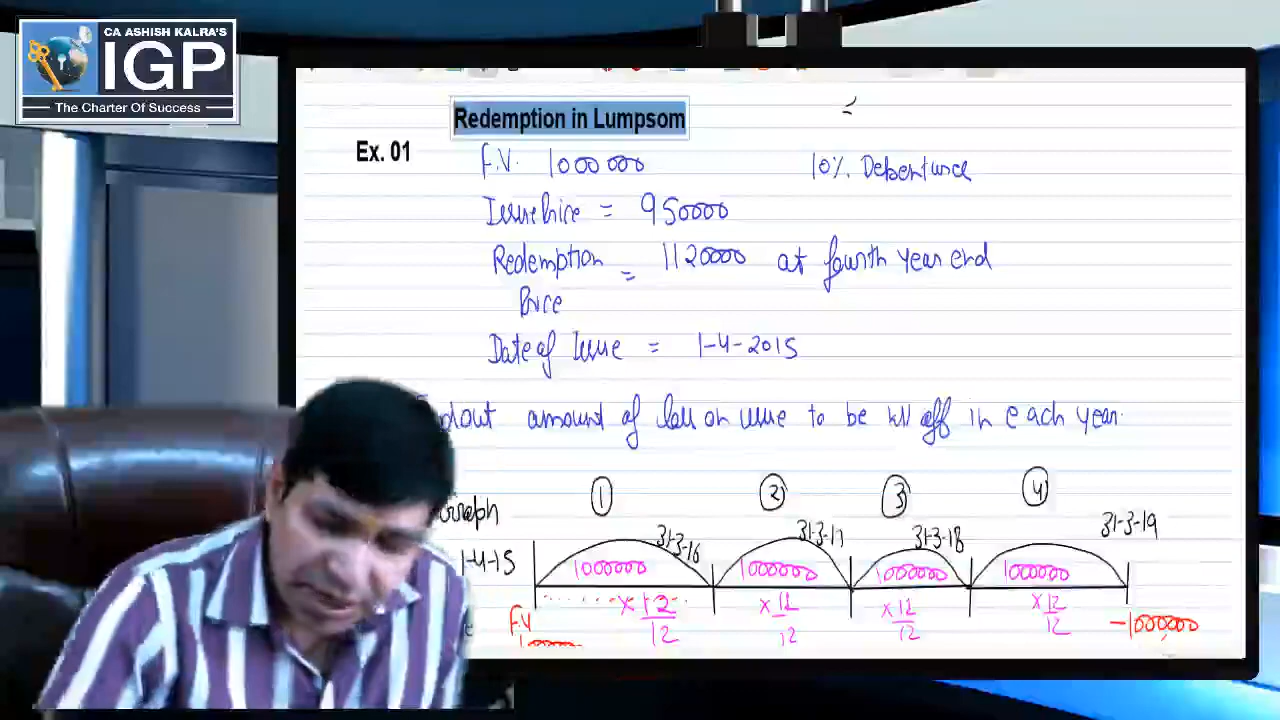 CA ASHISH KALRA'S
IGP
The Charter Of Success
Redemption in Lumpsom
=
Ex. 01
F.V. 1000000
10% Debenture
Issue Price = 950000
Redemption Price = 1120000 at fourth year end
Date of Issue = 1-4-2015
amount of loss on issue to be w/off in each year.
1 2 3 4
1-4-15 31-3-16 31-3-17 31-3-18 31-3-19
1000000 1000000 1000000 1000000
× 12/12 × 12/12 × 12/12 × 12/12
F.V
-1000000